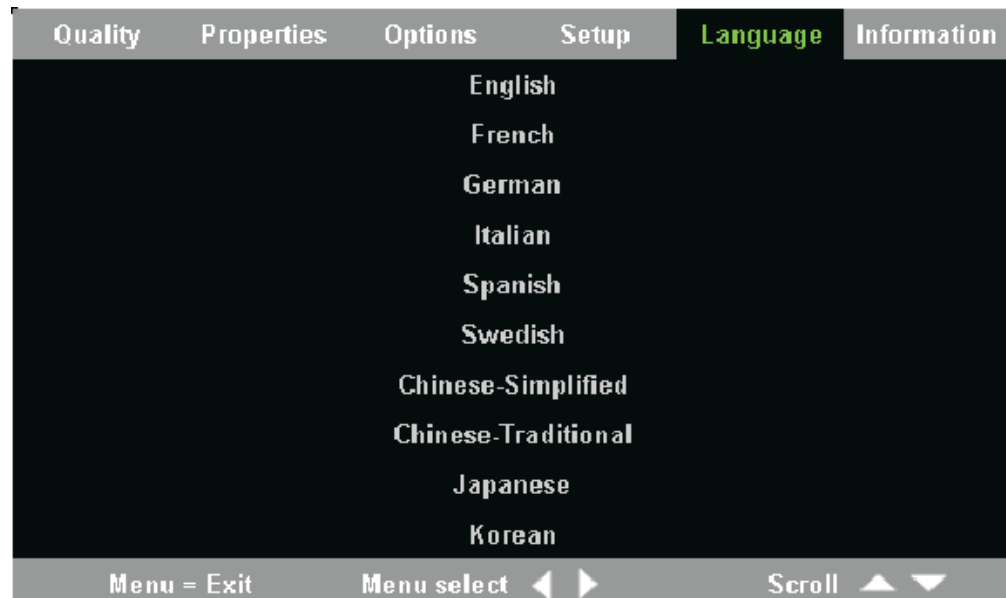 Quality Properties Options Setup Language Information
English
French
German
Italian
Spanish
Swedish
Chinese-Simplified
Chinese-Traditional
Japanese
Korean
Menu = Exit Menu select Scroll